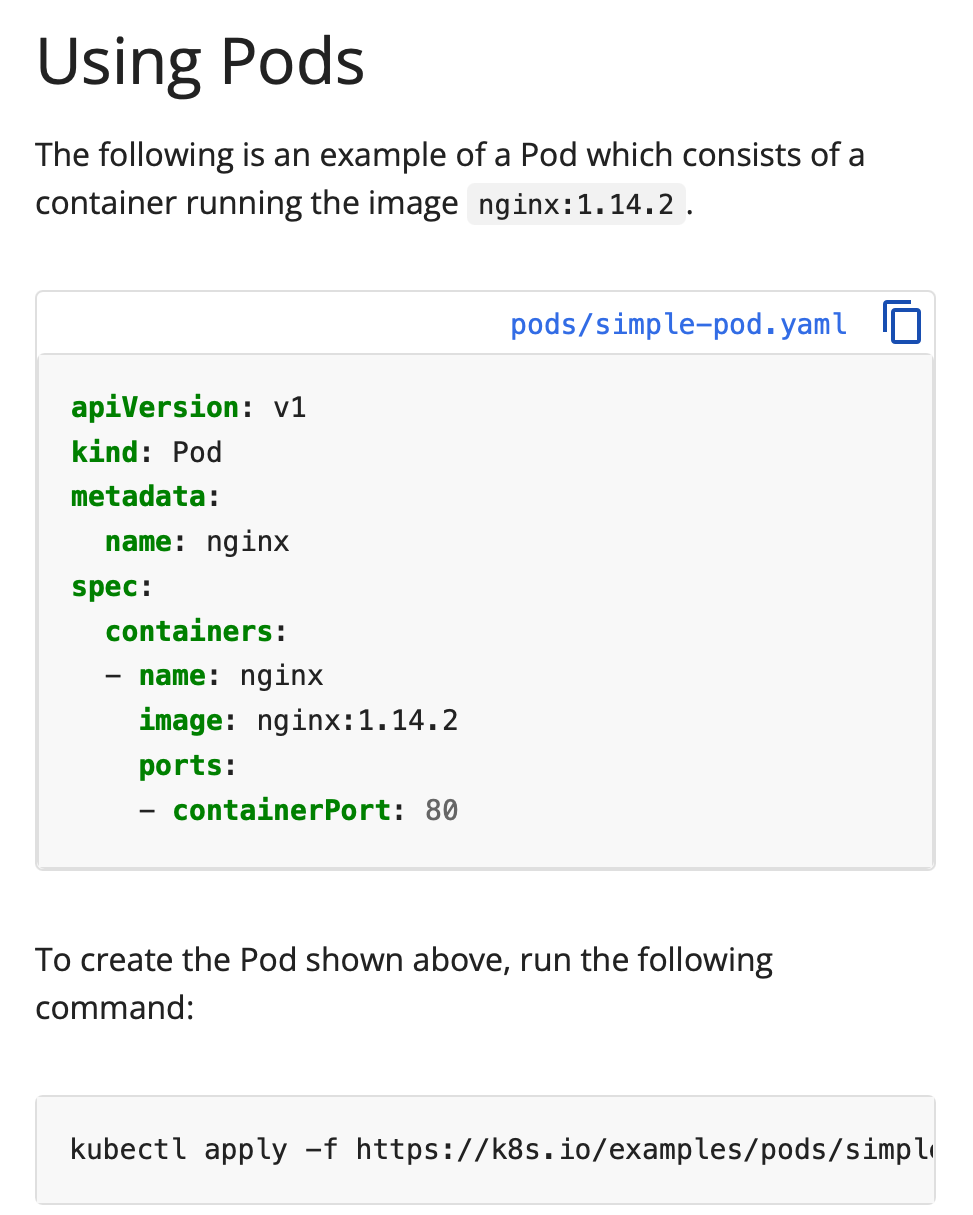 Using Pods
The following is an example of a Pod which consists of a
container running the image nginx:1.14.2.
pods/simple-pod.yaml
apiVersion: v1
kind: Pod
metadata:
  name: nginx
spec:
  containers:
  - name: nginx
    image: nginx:1.14.2
    ports:
    - containerPort: 80
To create the Pod shown above, run the following
command:
kubectl apply -f https://k8s.io/examples/pods/simpl